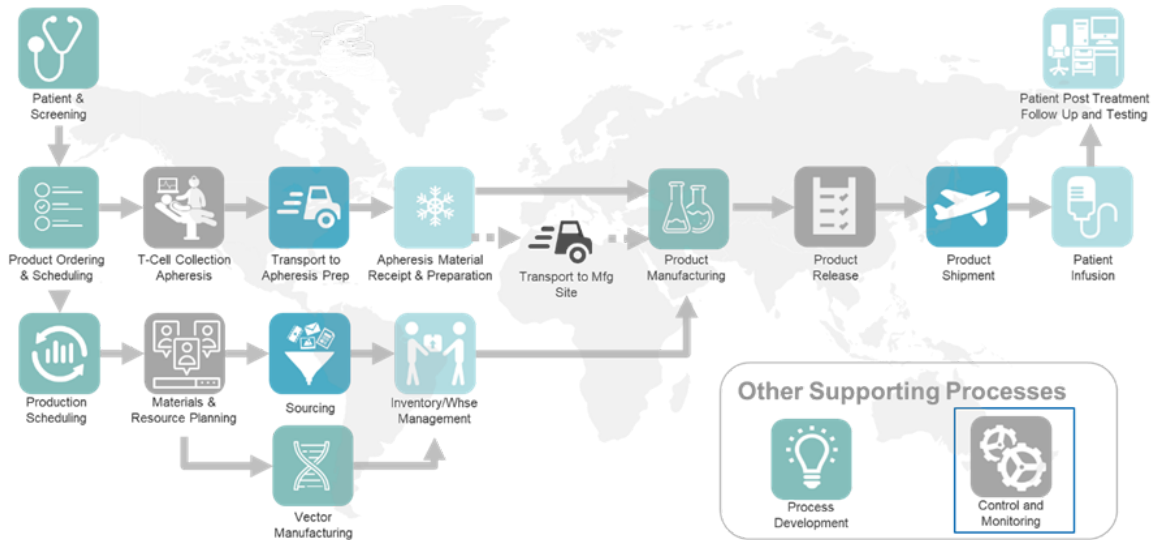 Patient &
Screening
Patient Post Treatment
Follow Up and Testing
Product Ordering
& Scheduling
T-Cell Collection
Apheresis
Transport to
Apheresis Prep
Apheresis Material
Receipt & Preparation
Transport to Mfg
Site
Product
Manufacturing
Product
Release
Product
Shipment
Patient
Infusion
Production
Scheduling
Materials &
Resource Planning
Sourcing
Inventory/Whse
Management
Vector
Manufacturing
Other Supporting Processes
Process
Development
Control and
Monitoring